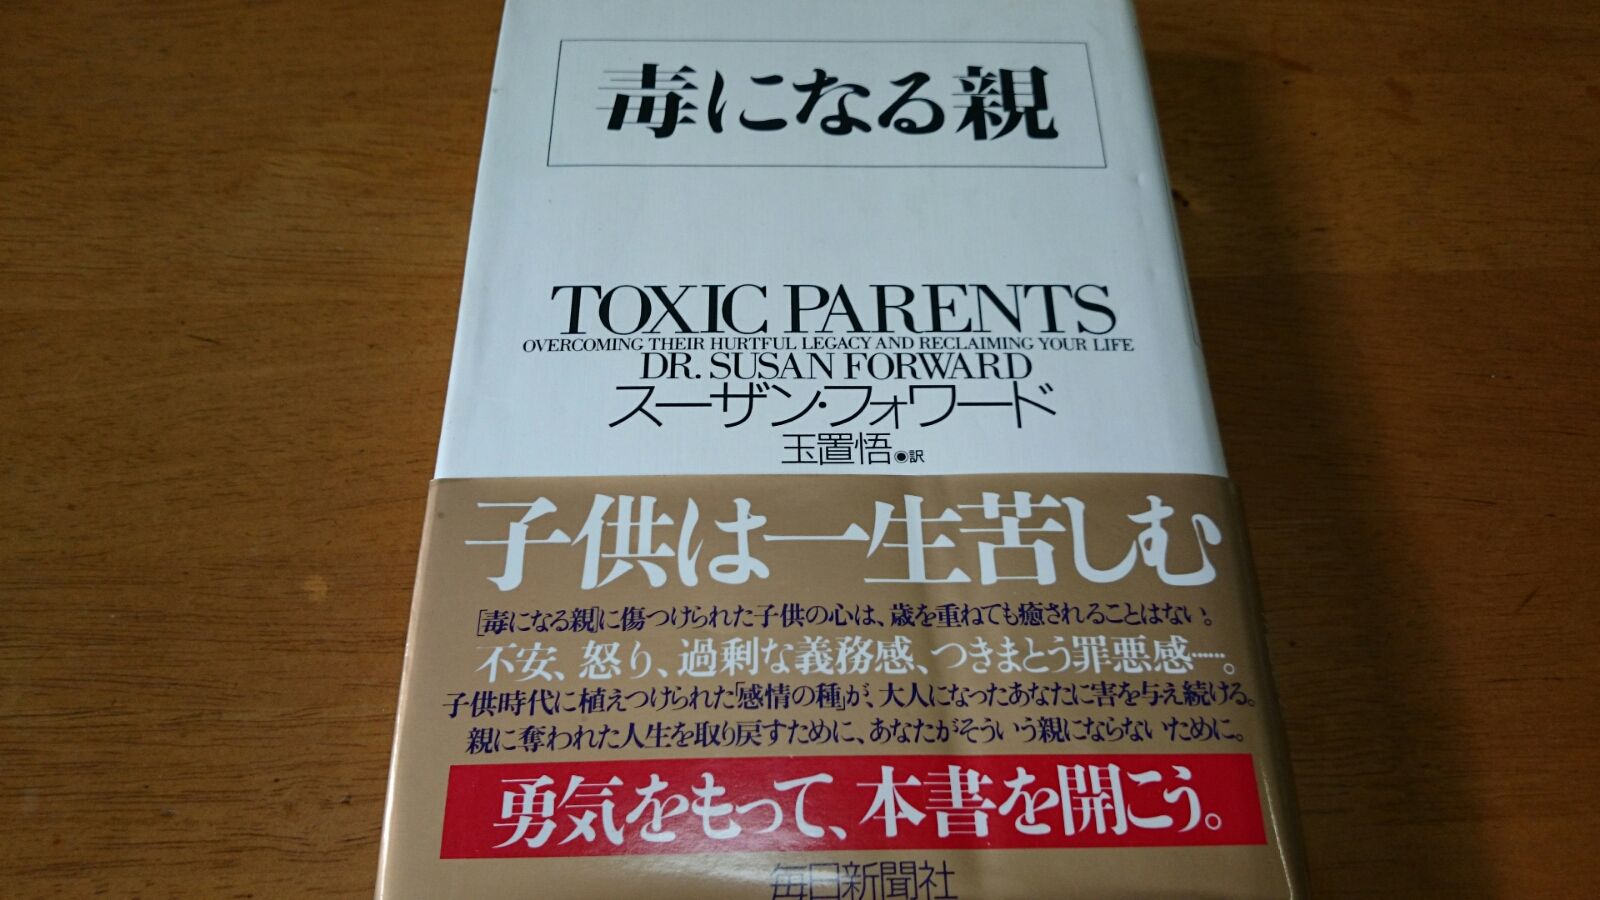 毒になる親
TOXIC PARENTS
OVERCOMING THEIR HURTFUL LEGACY AND RECLAIMING YOUR LIFE
DR. SUSAN FORWARD
スーザン・フォワード
玉置悟◉訳
子供は一生苦しむ
［毒になる親］に傷つけられた子供の心は、歳を重ねても癒されることはない。
不安、怒り、過剰な義務感、つきまとう罪悪感……。
子供時代に植えつけられた「感情の種」が、大人になったあなたに害を与え続ける。
親に奪われた人生を取り戻すために、あなたがそういう親にならないために。
勇気をもって、本書を開こう。
毎日新聞社